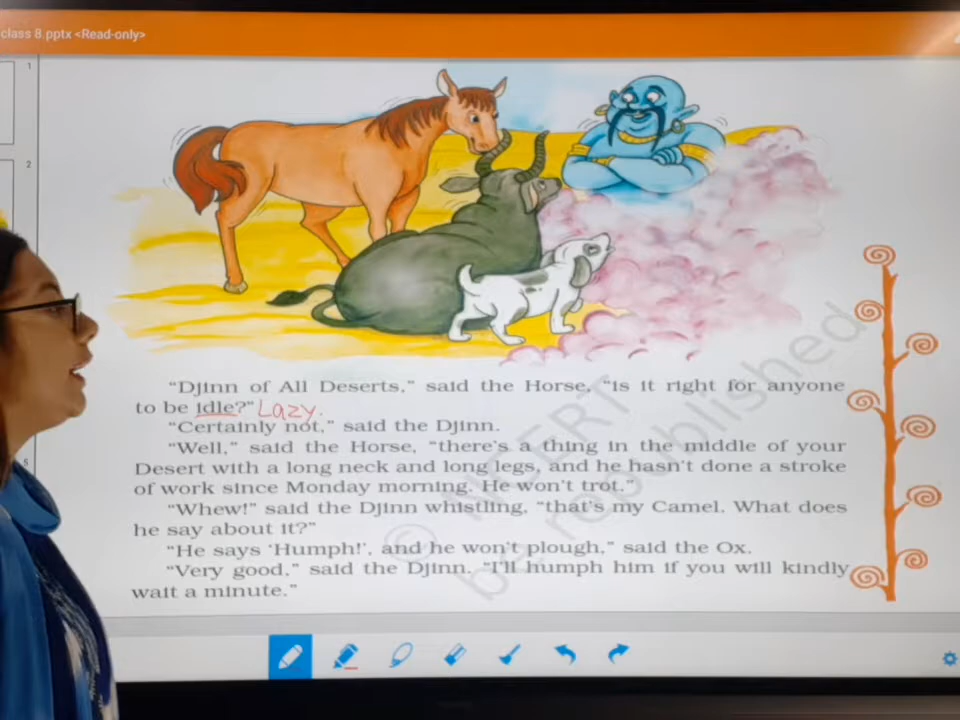 class 8.pptx <Read-only>
1
2
"Djinn of All Deserts," said the Horse, "is it right for anyone
to be idle?" Lazy.
"Certainly not," said the Djinn.
"Well," said the Horse, "there's a thing in the middle of your
Desert with a long neck and long legs, and he hasn't done a stroke
of work since Monday morning. He won't trot."
"Whew!" said the Djinn whistling, "that's my Camel. What does
he say about it?"
"He says 'Humph!', and he won't plough," said the Ox.
"Very good," said the Djinn. "I'll humph him if you will kindly
wait a minute."
© NCERT
be republished